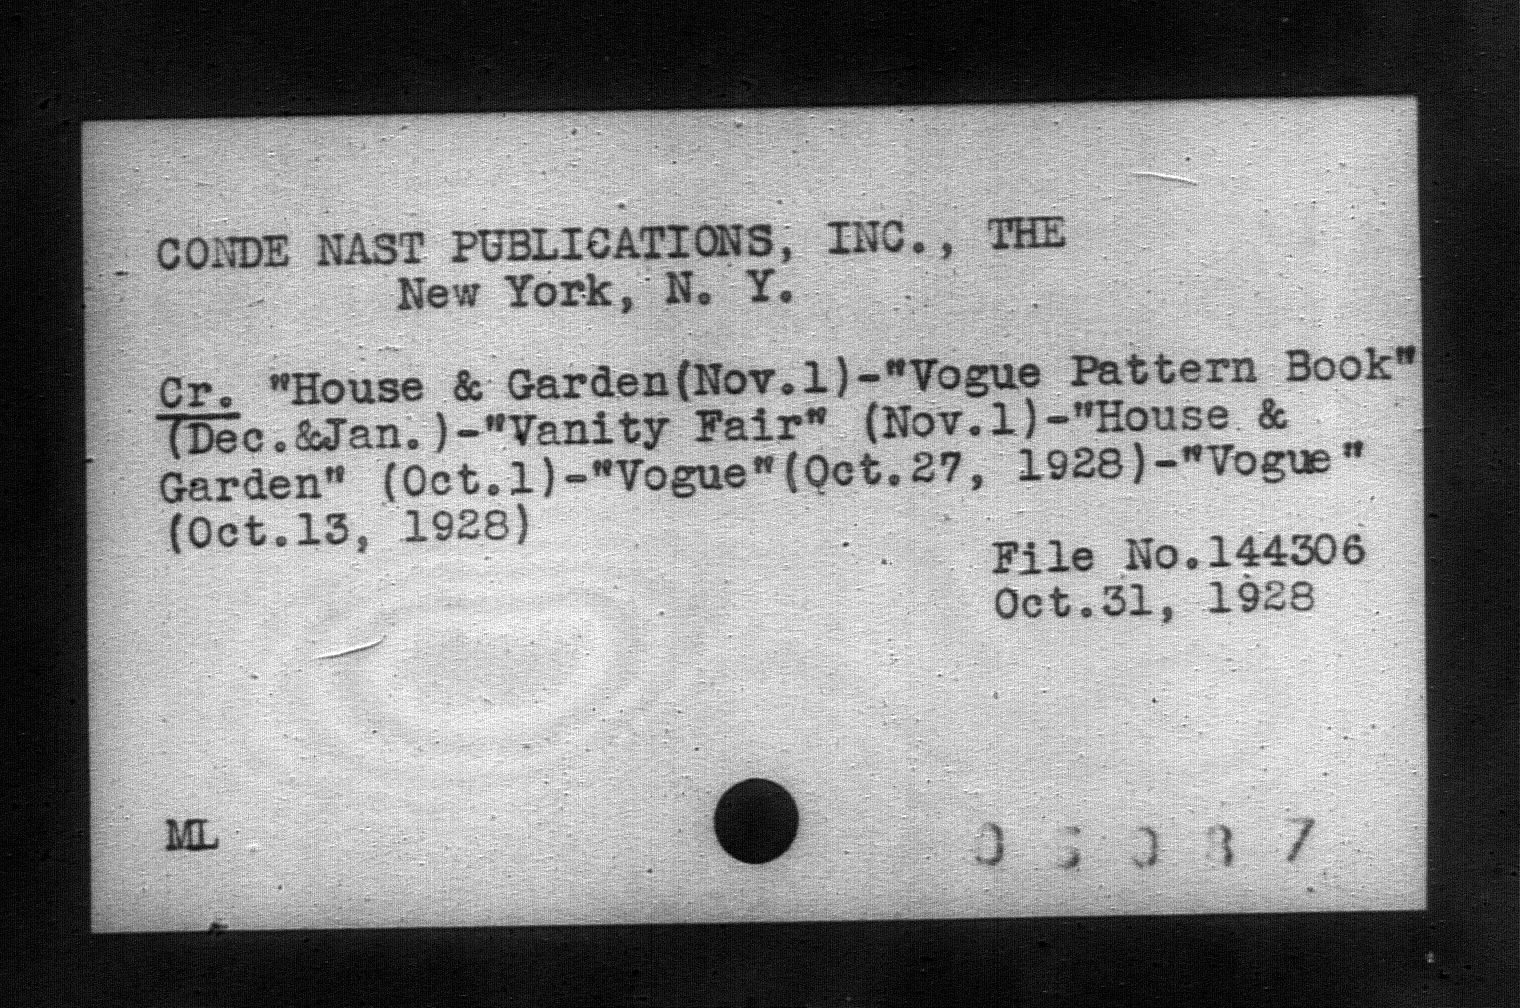 CONDE NAST PUBLICATIONS, INC., THE
New York, N. Y.
Cr. "House & Garden(Nov.1)-"Vogue Pattern Book"
(Dec.&Jan.)-"Vanity Fair" (Nov.1)-"House &
Garden" (Oct.1)-"Vogue"(Oct.27, 1928)-"Vogue"
(Oct.13, 1928)
File No.144306
Oct.31, 1928
ML